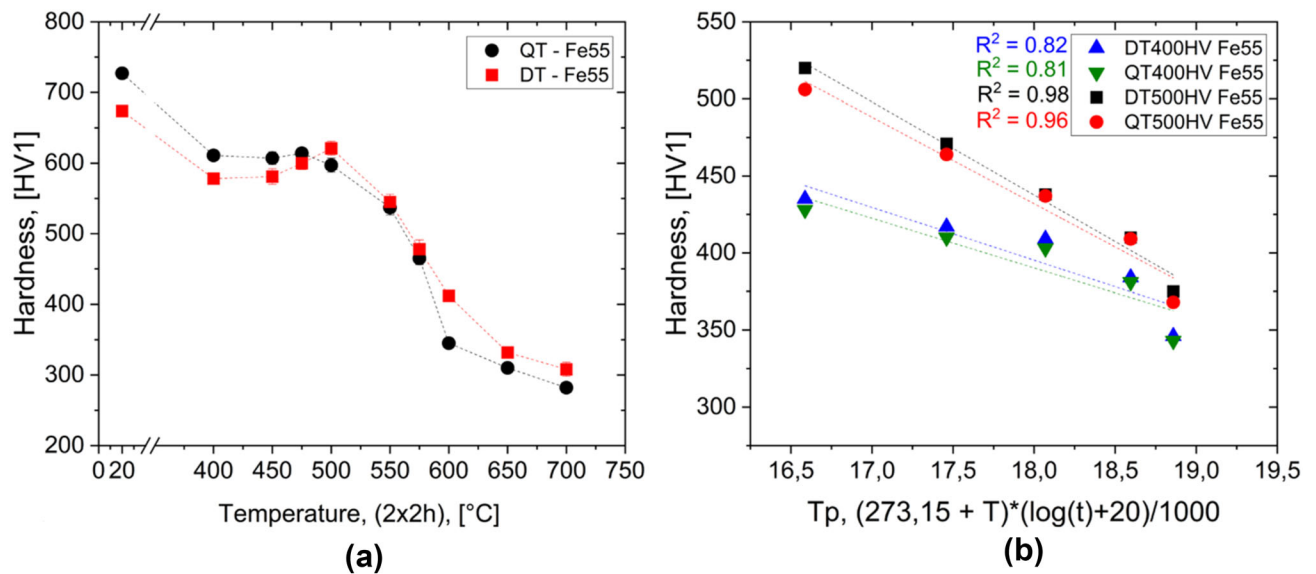 800
700
600
500
400
300
200
Hardness, [HV1]
QT - Fe55
DT - Fe55
0 20 400 450 500 550 600 650 700 750
Temperature, (2x2h), [°C]
(a)
550
500
450
400
350
300
Hardness, [HV1]
R² = 0.82
R² = 0.81
R² = 0.98
R² = 0.96
DT400HV Fe55
QT400HV Fe55
DT500HV Fe55
QT500HV Fe55
16,5 17,0 17,5 18,0 18,5 19,0 19,5
Tp, (273,15 + T)*(log(t)+20)/1000
(b)